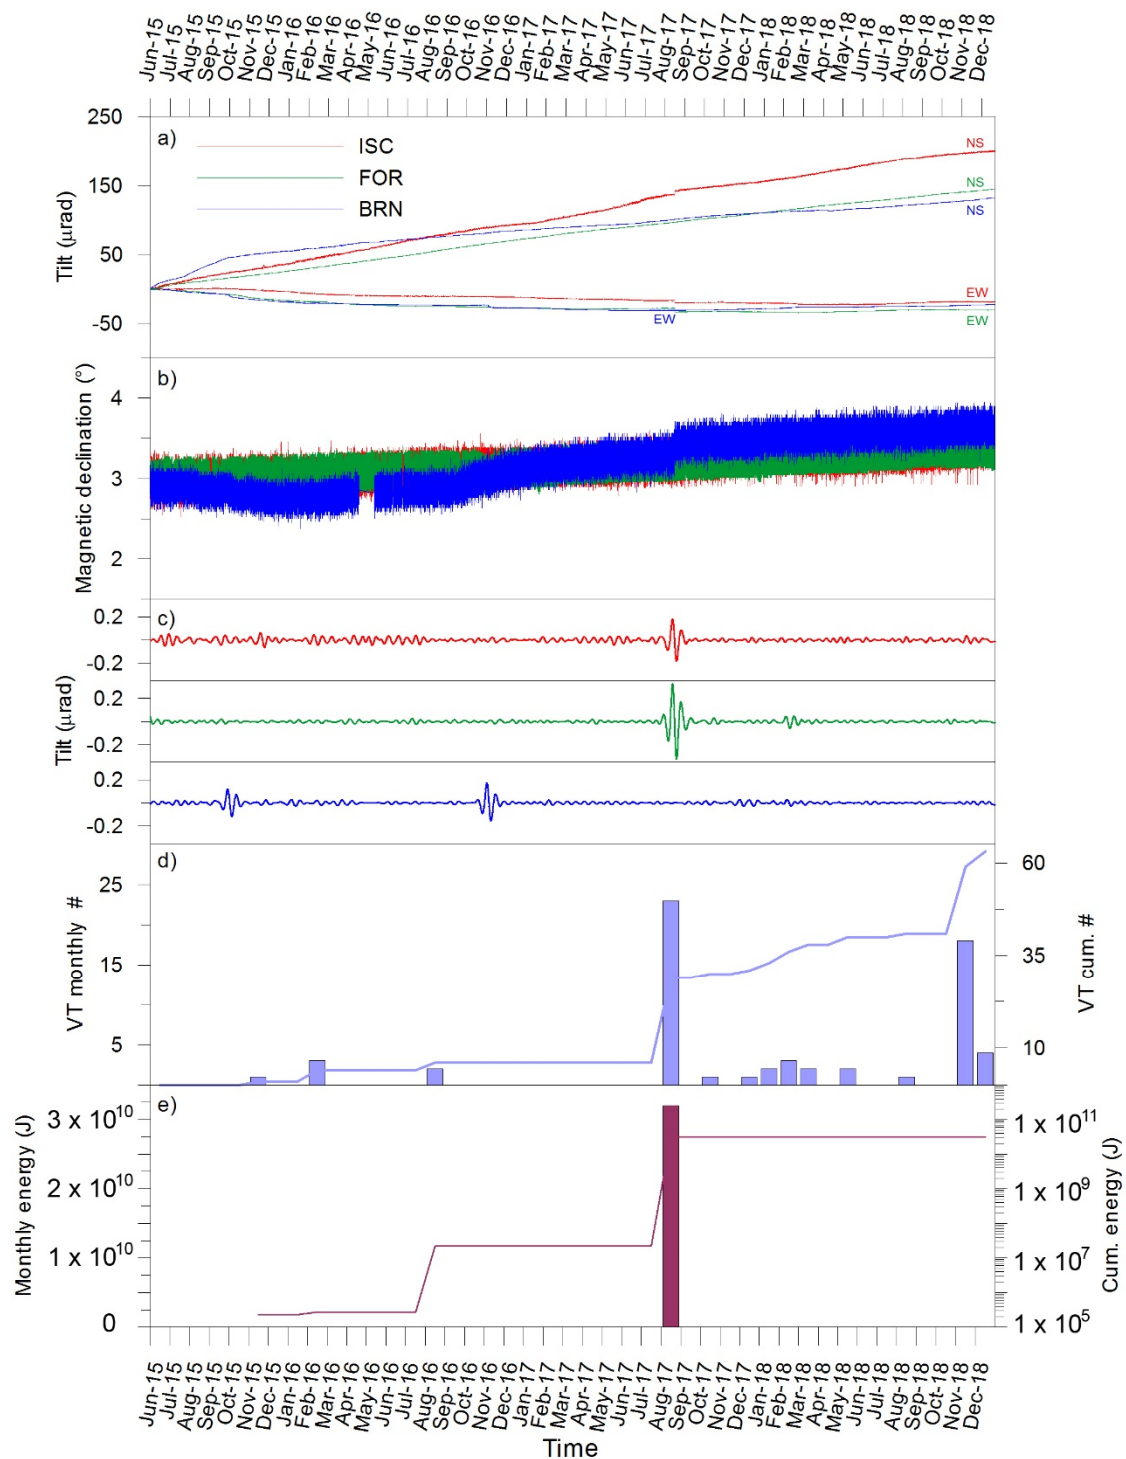 Jun-15 Jul-15 Aug-15 Sep-15 Oct-15 Nov-15 Dec-15 Jan-16 Feb-16 Mar-16 Apr-16 May-16 Jun-16 Jul-16 Aug-16 Sep-16 Oct-16 Nov-16 Dec-16 Jan-17 Feb-17 Mar-17 Apr-17 May-17 Jun-17 Jul-17 Aug-17 Sep-17 Oct-17 Nov-17 Dec-17 Jan-18 Feb-18 Mar-18 Apr-18 May-18 Jun-18 Jul-18 Aug-18 Sep-18 Oct-18 Nov-18 Dec-18
a)
ISC
FOR
BRN
250
150
50
-50
Tilt (µrad)
NS
NS
NS
EW
EW
EW
b)
4
3
2
Magnetic declination (°)
c)
0.2
-0.2
0.2
-0.2
0.2
-0.2
Tilt (µrad)
d)
25
15
5
VT monthly #
60
35
10
VT cum. #
e)
3 x 10¹⁰
2 x 10¹⁰
1 x 10¹⁰
0
Monthly energy (J)
1 x 10¹¹
1 x 10⁹
1 x 10⁷
1 x 10⁵
Cum. energy (J)
Jun-15 Jul-15 Aug-15 Sep-15 Oct-15 Nov-15 Dec-15 Jan-16 Feb-16 Mar-16 Apr-16 May-16 Jun-16 Jul-16 Aug-16 Sep-16 Oct-16 Nov-16 Dec-16 Jan-17 Feb-17 Mar-17 Apr-17 May-17 Jun-17 Jul-17 Aug-17 Sep-17 Oct-17 Nov-17 Dec-17 Jan-18 Feb-18 Mar-18 Apr-18 May-18 Jun-18 Jul-18 Aug-18 Sep-18 Oct-18 Nov-18 Dec-18
Time